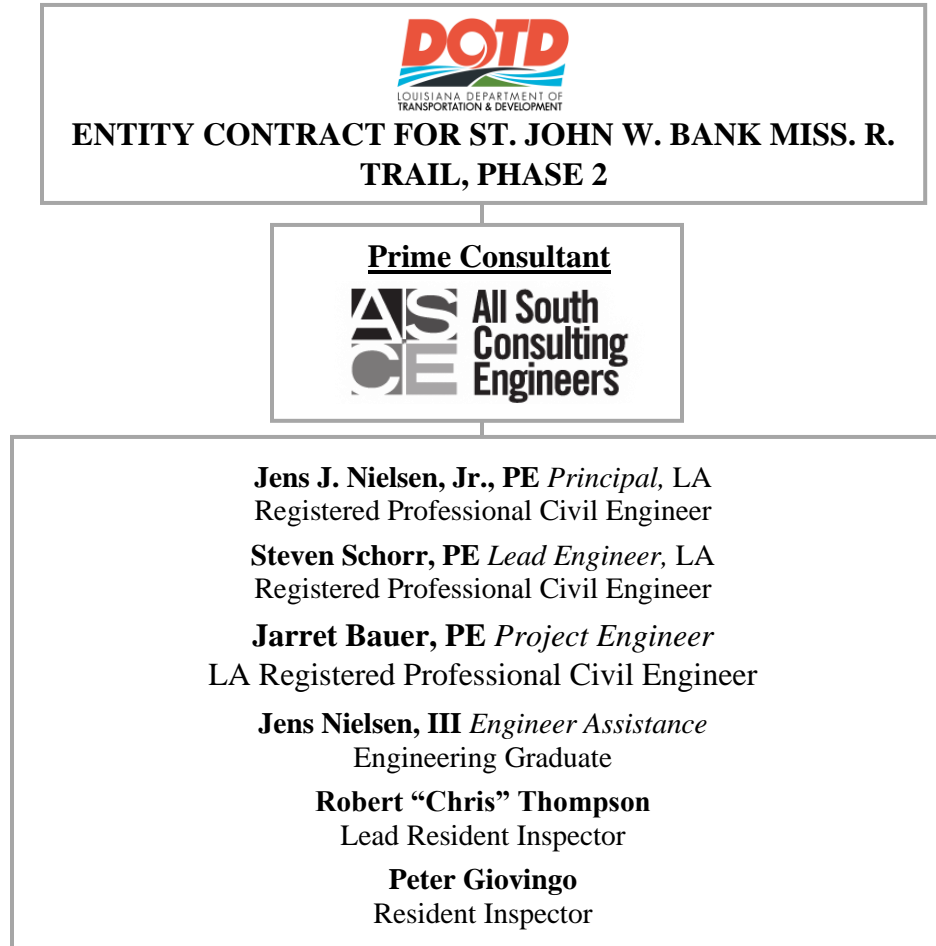 DOTD
LOUISIANA DEPARTMENT OF
TRANSPORTATION & DEVELOPMENT
ENTITY CONTRACT FOR ST. JOHN W. BANK MISS. R.
TRAIL, PHASE 2
Prime Consultant
AS
CE
All South
Consulting
Engineers
Jens J. Nielsen, Jr., PE Principal, LA
Registered Professional Civil Engineer
Steven Schorr, PE Lead Engineer, LA
Registered Professional Civil Engineer
Jarret Bauer, PE Project Engineer
LA Registered Professional Civil Engineer
Jens Nielsen, III Engineer Assistance
Engineering Graduate
Robert “Chris” Thompson
Lead Resident Inspector
Peter Giovingo
Resident Inspector